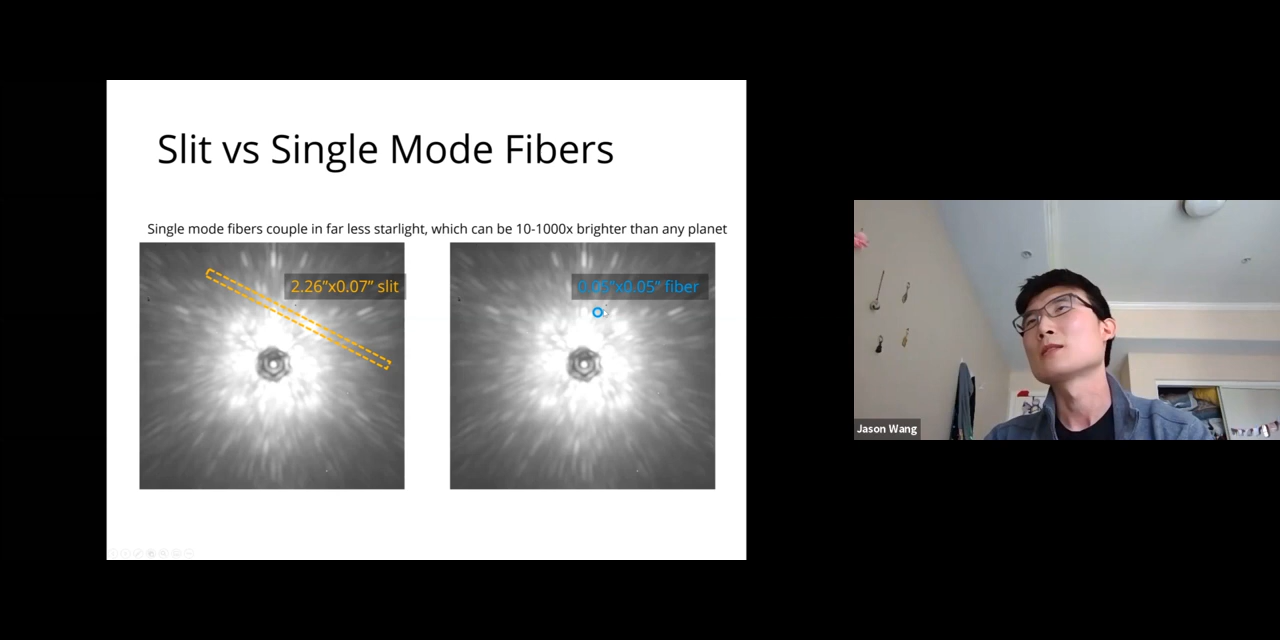 Slit vs Single Mode Fibers
Single mode fibers couple in far less starlight, which can be 10-1000x brighter than any planet
2.26”x0.07” slit
0.05”x0.05” fiber
Jason Wang